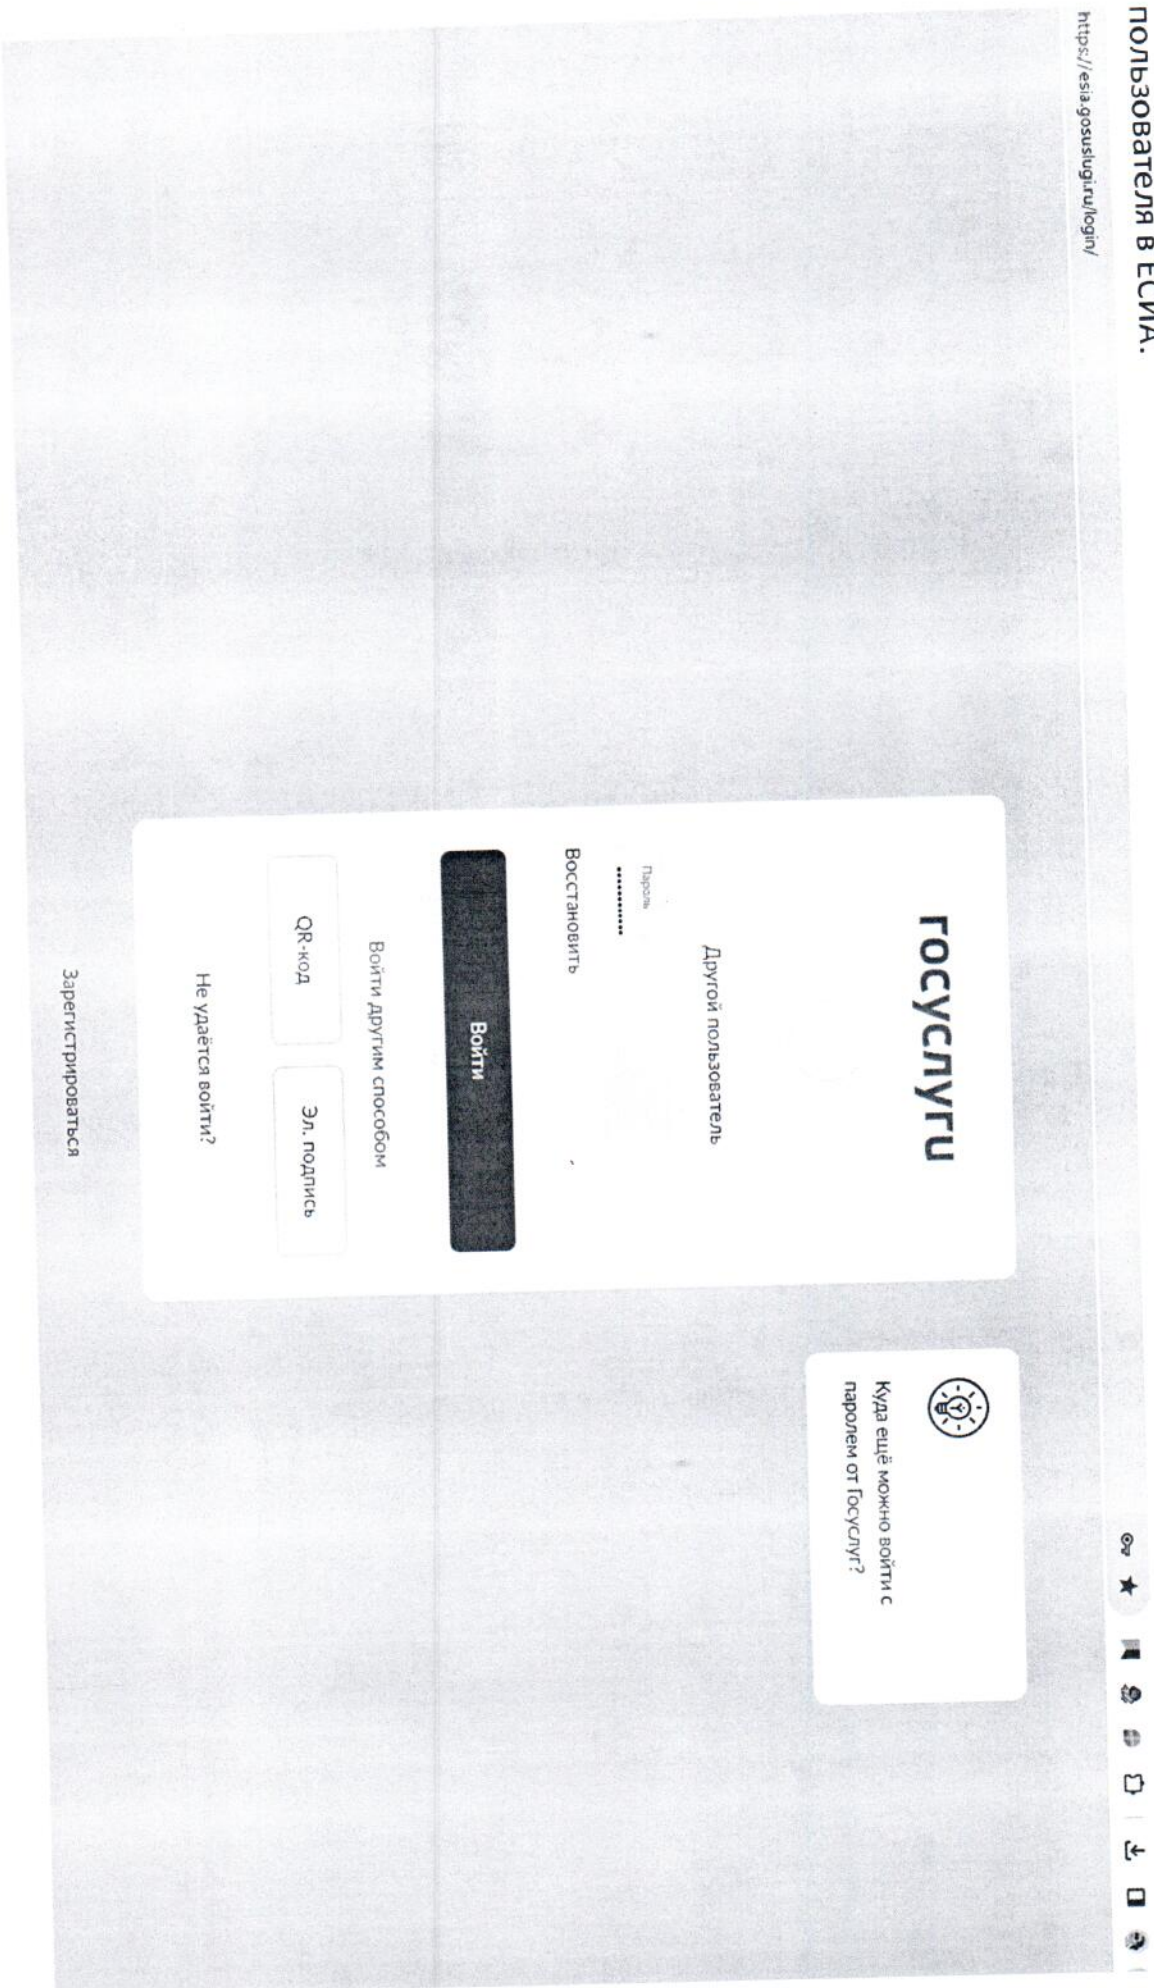 пользователя в ЕСИА.
https://esia.gosuslugi.ru/login/
госуслуги
Другой пользователь
Пароль
Восстановить
Войти
Войти другим способом
QR-код
Эл. подпись
Не удаётся войти?
Зарегистрироваться
Куда ещё можно войти с
паролем от Госуслуг?